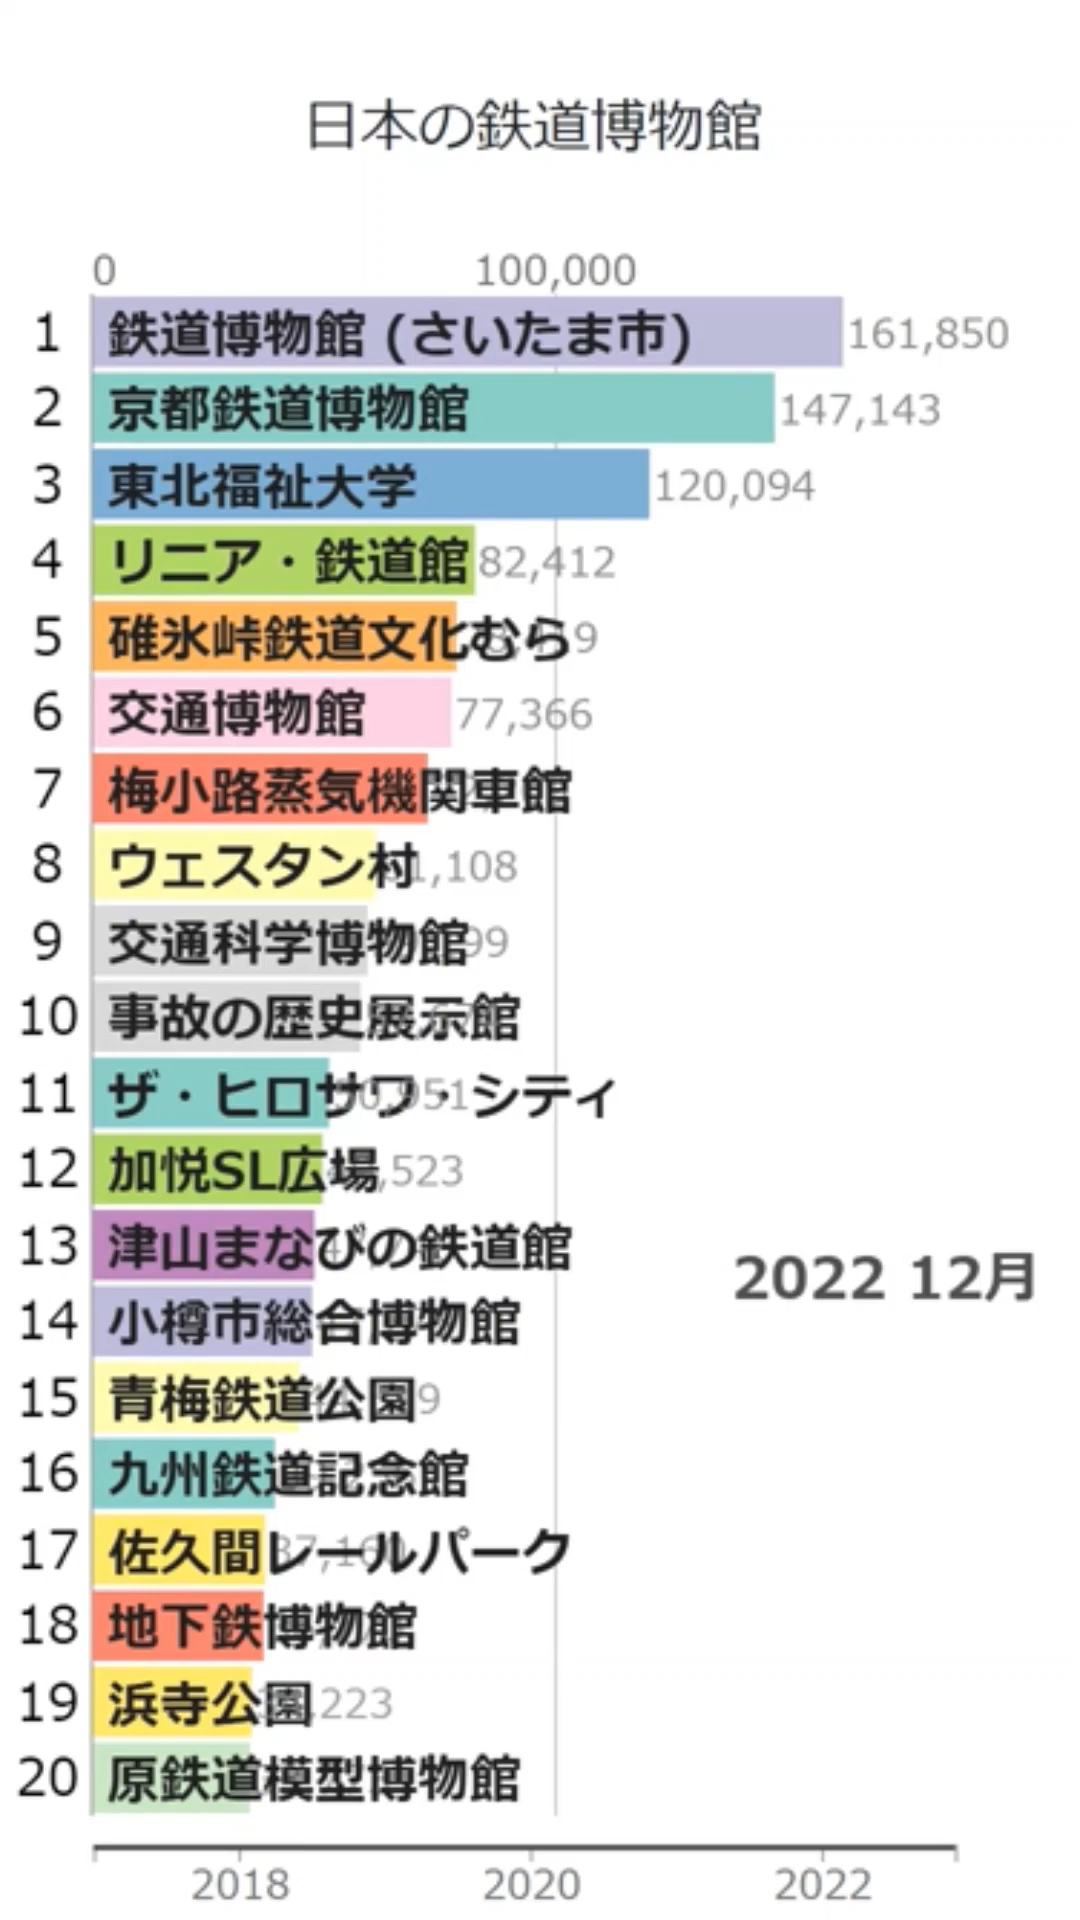 日本の鉄道博物館
0 100,000
1 鉄道博物館 (さいたま市) 161,850
2 京都鉄道博物館 147,143
3 東北福祉大学 120,094
4 リニア・鉄道館 82,412
5 碓氷峠鉄道文化むら
6 交通博物館 77,366
7 梅小路蒸気機関車館
8 ウェスタン村
9 交通科学博物館
10 事故の歴史展示館
11 ザ・ヒロサワ・シティ 50,951
12 加悦SL広場
13 津山まなびの鉄道館
2022 12月
14 小樽市総合博物館
15 青梅鉄道公園
16 九州鉄道記念館
17 佐久間レールパーク
18 地下鉄博物館
19 浜寺公園
20 原鉄道模型博物館
2018 2020 2022